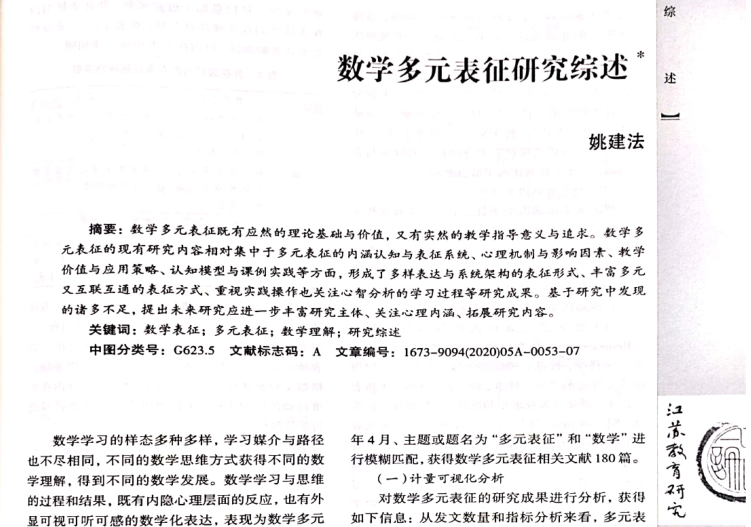 数学多元表征研究综述*
姚建法
摘要：数学多元表征既有应然的理论基础与价值，又有实然的教学指导意义与追求。数学多
元表征的现有研究内容相对集中于多元表征的内涵认知与表征系统、心理机制与影响因素、教学
价值与应用策略、认知模型与课例实践等方面，形成了多样表达与系统架构的表征形式、丰富多元
又互联互通的表征方式、重视实践操作也关注心智分析的学习过程等研究成果。基于研究中发现
的诸多不足，提出未来研究应进一步丰富研究主体、关注心理内涵、拓展研究内容。
关键词：数学表征；多元表征；数学理解；研究综述
中图分类号：G623.5 文献标志码：A 文章编号：1673-9094(2020)05A-0053-07
数学学习的样态多种多样，学习媒介与路径
也不尽相同，不同的数学思维方式获得不同的数
学理解，得到不同的数学发展。数学学习与思维
的过程和结果，既有内隐心理层面的反应，也有外
显可视可听可感的数学化表达，表现为数学多元
年4月、主题或题名为“多元表征”和“数学”进
行模糊匹配，获得数学多元表征相关文献180篇。
（一）计量可视化分析
对数学多元表征的研究成果进行分析，获得
如下信息：从发文数量和指标分析来看，多元表
综述】
江苏教育研究